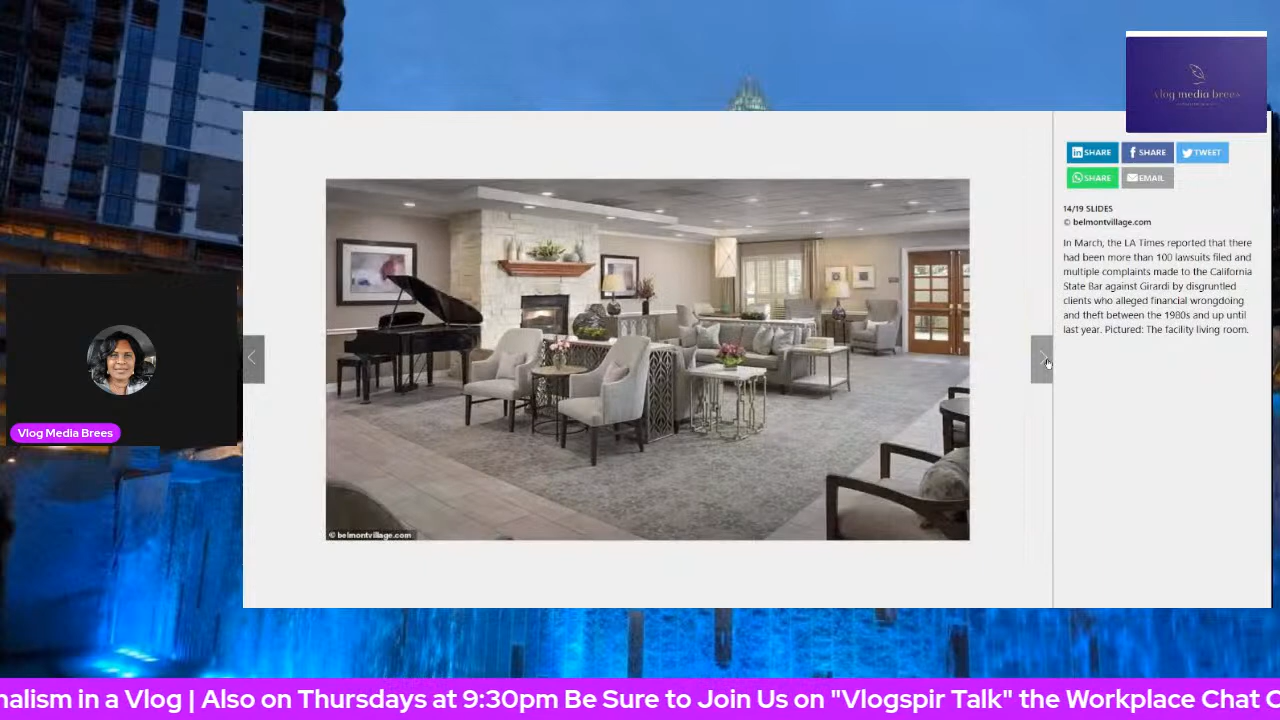 vlog media brees
SHARE
SHARE
TWEET
SHARE
EMAIL
14/19 SLIDES
© belmontvillage.com
In March, the LA Times reported that there
had been more than 100 lawsuits filed and
multiple complaints made to the California
State Bar against Girardi by disgruntled
clients who alleged financial wrongdoing
and theft between the 1980s and up until
last year. Pictured: The facility living room.
© belmontvillage.com
Vlog Media Brees
nalism in a Vlog | Also on Thursdays at 9:30pm Be Sure to Join Us on "Vlogspir Talk" the Workplace Chat C